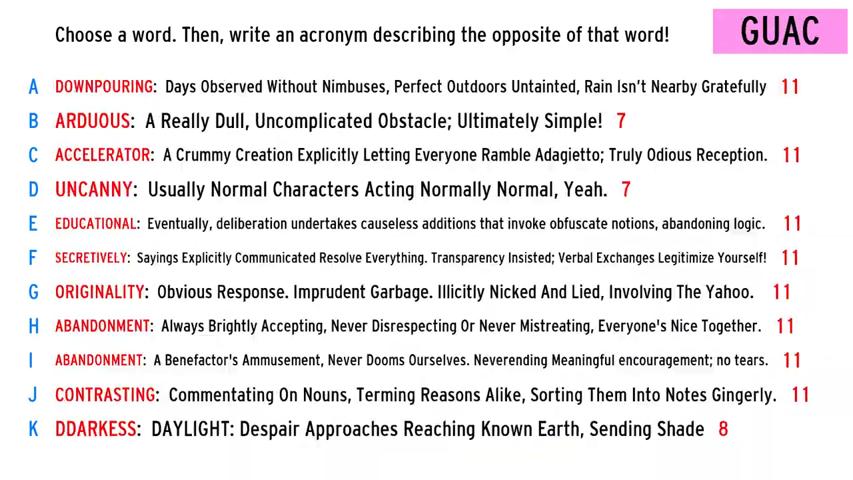 Choose a word. Then, write an acronym describing the opposite of that word!
GUAC
A DOWNPOURING: Days Observed Without Nimbuses, Perfect Outdoors Untainted, Rain Isn't Nearby Gratefully 11
B ARDUOUS: A Really Dull, Uncomplicated Obstacle; Ultimately Simple! 7
C ACCELERATOR: A Crummy Creation Explicitly Letting Everyone Ramble Adagietto; Truly Odious Reception. 11
D UNCANNY: Usually Normal Characters Acting Normally Normal, Yeah. 7
E EDUCATIONAL: Eventually, deliberation undertakes causeless additions that invoke obfuscate notions, abandoning logic. 11
F SECRETIVELY: Sayings Explicitly Communicated Resolve Everything. Transparency Insisted; Verbal Exchanges Legitimize Yourself! 11
G ORIGINALITY: Obvious Response. Imprudent Garbage. Illicitly Nicked And Lied, Involving The Yahoo. 11
H ABANDONMENT: Always Brightly Accepting, Never Disrespecting Or Never Mistreating, Everyone's Nice Together. 11
I ABANDONMENT: A Benefactor's Ammusement, Never Dooms Ourselves. Neverending Meaningful encouragement; no tears. 11
J CONTRASTING: Commentating On Nouns, Terming Reasons Alike, Sorting Them Into Notes Gingerly. 11
K DDARKESS: DAYLIGHT: Despair Approaches Reaching Known Earth, Sending Shade 8